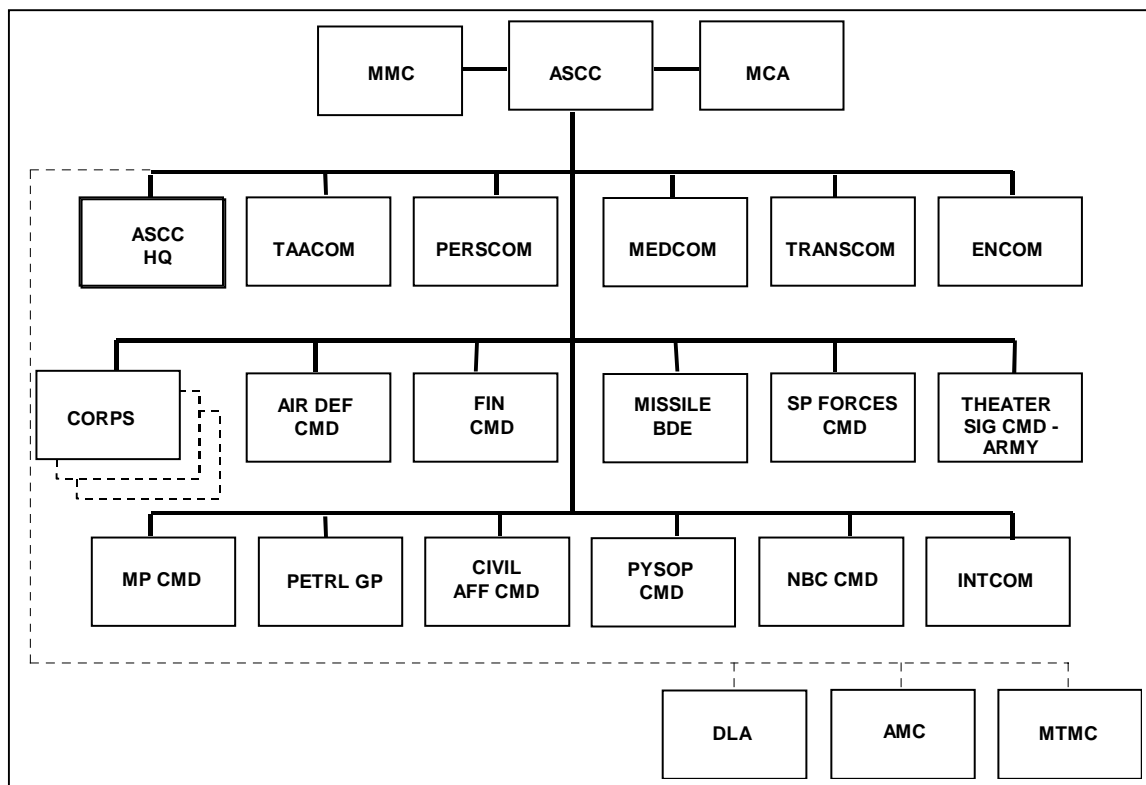 MMC
ASCC
MCA
ASCC
HQ
TAACOM
PERSCOM
MEDCOM
TRANSCOM
ENCOM
CORPS
AIR DEF
CMD
FIN
CMD
MISSILE
BDE
SP FORCES
CMD
THEATER
SIG CMD -
ARMY
MP CMD
PETRL GP
CIVIL
AFF CMD
PYSOP
CMD
NBC CMD
INTCOM
DLA
AMC
MTMC